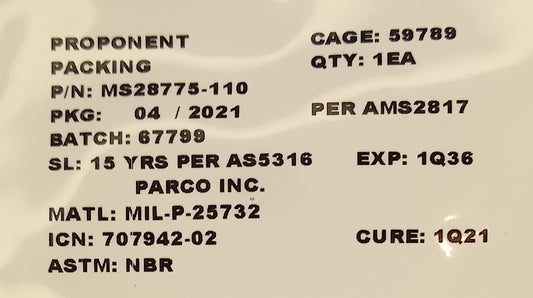 PROPONENT CAGE: 59789
PACKING QTY: 1EA
P/N: MS28775-110
PKG: 04 / 2021 PER AMS2817
BATCH: 67799
SL: 15 YRS PER AS5316 EXP: 1Q36
PARCO INC.
MATL: MIL-P-25732
ICN: 707942-02 CURE: 1Q21
ASTM: NBR